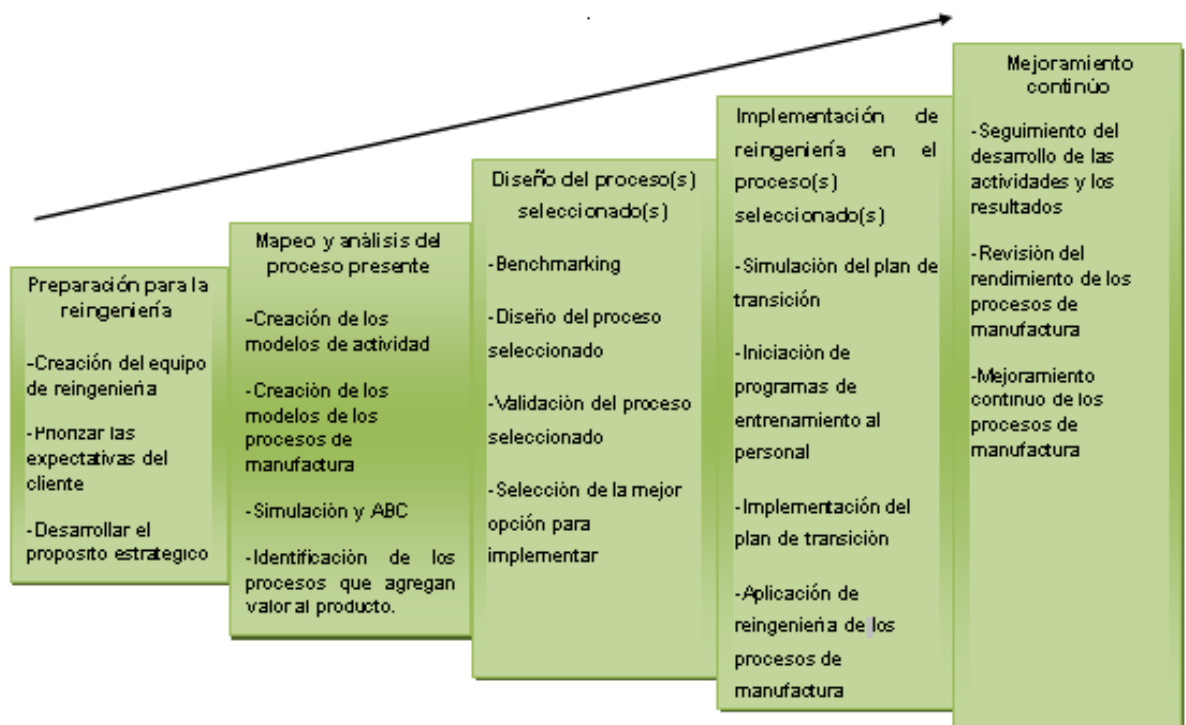 Preparación para la
reingeniería
-Creación del equipo
de reingeniería
-Priorizar las
expectativas del
cliente
-Desarrollar el
proposito estrategico
Mapeo y análisis del
proceso presente
-Creación de los
modelos de actividad
-Creación de los
modelos de los
procesos de
manufactura
-Simulación y ABC
-Identificación de los
procesos que agregan
valor al producto.
Diseño del proceso(s)
seleccionado(s)
-Benchmarking
-Diseño del proceso
seleccionado
-Validación del proceso
seleccionado
-Selección de la mejor
opción para
implementar
Implementación de
reingeniería en el
proceso(s)
seleccionado(s)
-Simulación del plan de
transición
-Iniciación de
programas de
entrenamiento al
personal
-Implementación del
plan de transición
-Aplicación de
reingeniería de los
procesos de
manufactura
Mejoramiento
continúo
-Seguimiento del
desarrollo de las
actividades y los
resultados
-Revisión del
rendimiento de los
procesos de
manufactura
-Mejoramiento
continuo de los
procesos de
manufactura